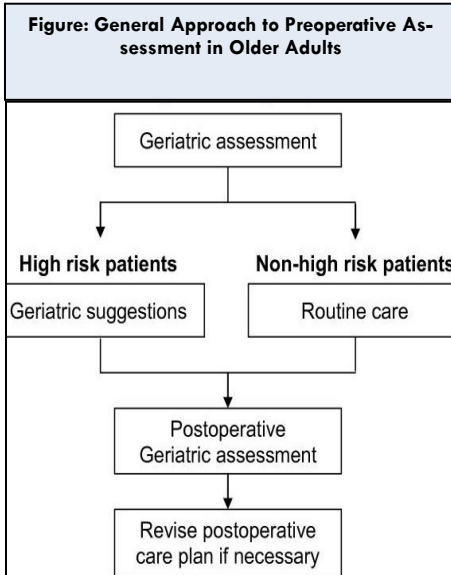 Figure: General Approach to Preoperative As-
sessment in Older Adults
Geriatric assessment
High risk patients
Non-high risk patients
Geriatric suggestions
Routine care
Postoperative
Geriatric assessment
Revise postoperative
care plan if necessary